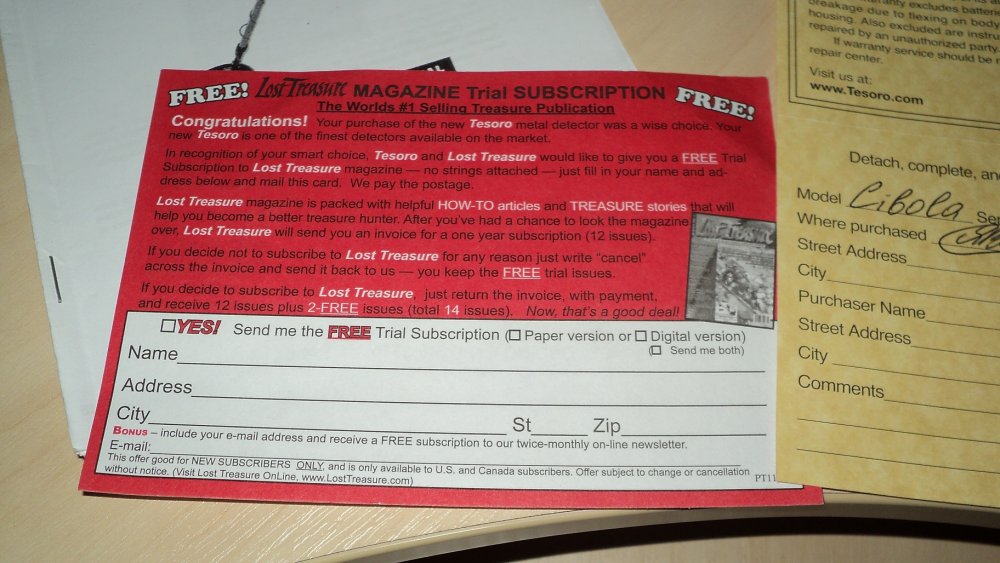 FREE! Lost Treasure MAGAZINE Trial SUBSCRIPTION FREE!
The Worlds #1 Selling Treasure Publication
Congratulations! Your purchase of the new Tesoro metal detector was a wise choice. Your
new Tesoro is one of the finest detectors available on the market.
In recognition of your smart choice, Tesoro and Lost Treasure would like to give you a FREE Trial
Subscription to Lost Treasure magazine — no strings attached — just fill in your name and ad-
dress below and mail this card. We pay the postage.
Lost Treasure magazine is packed with helpful HOW-TO articles and TREASURE stories that will
help you become a better treasure hunter. After you've had a chance to look the magazine
over, Lost Treasure will send you an invoice for a one year subscription (12 issues).
If you decide not to subscribe to Lost Treasure for any reason just write "cancel"
across the invoice and send it back to us — you keep the FREE trial issues.
If you decide to subscribe to Lost Treasure, just return the invoice, with payment,
and receive 12 issues plus 2-FREE issues (total 14 issues). Now, that's a good deal!
Lost Treasure
YES! Send me the FREE Trial Subscription ( Paper version or Digital version)
( Send me both)
Name
Address
City St Zip
BONUS – include your e-mail address and receive a FREE subscription to our twice-monthly on-line newsletter.
E-mail:
This offer good for NEW SUBSCRIBERS ONLY, and is only available to U.S. and Canada subscribers. Offer subject to change or cancellation
without notice. (Visit Lost Treasure OnLine, www.LostTreasure.com) PT11
warranty excludes batteries
breakage due to flexing on body
housing. Also excluded are
repaired by an unauthorized party
If warranty service should be
repair center.
Visit us at:
www.Tesoro.com
Detach, complete,
Model Cibola
Where purchased
Street Address
City
Purchaser Name
Street Address
City
Comments